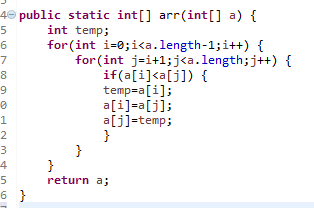 4 public static int[] arr(int[] a) {
5 int temp;
6 for(int i=0;i<a.length-1;i++) {
7 for(int j=i+1;j<a.length;j++) {
8 if(a[i]<a[j]) {
9 temp=a[i];
0 a[i]=a[j];
1 a[j]=temp;
2 }
3 }
4 }
5 return a;
6 }